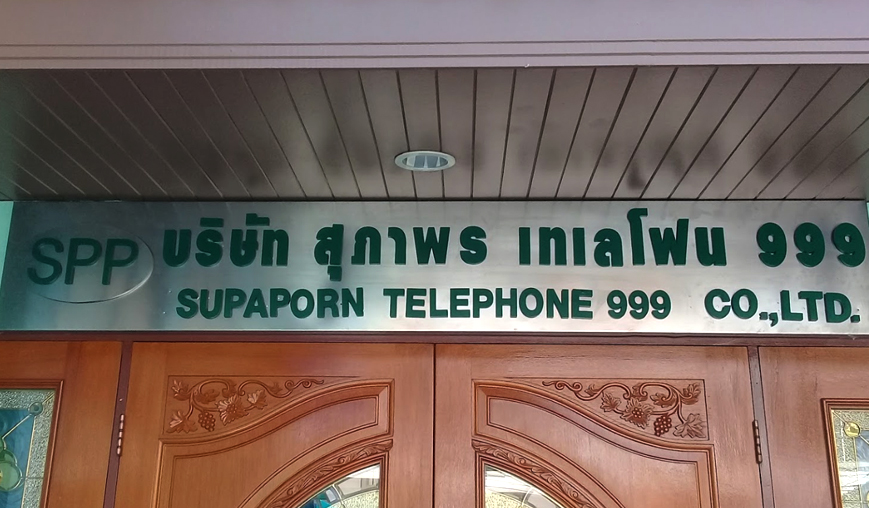 SPP
บริษัท สุภาพร เทเลโฟน 999
SUPAPORN TELEPHONE 999 CO.,LTD.